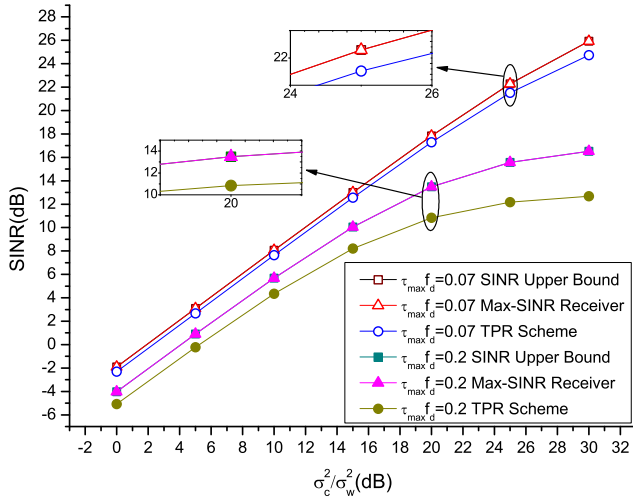 28
26
24
22
20
18
16
14
12
10
8
6
4
2
0
-2
-4
-6
SINR(dB)
22
24 26
14
12
10
20
τmaxfd=0.07 SINR Upper Bound
τmaxfd=0.07 Max-SINR Receiver
τmaxfd=0.07 TPR Scheme
τmaxfd=0.2 SINR Upper Bound
τmaxfd=0.2 Max-SINR Receiver
τmaxfd=0.2 TPR Scheme
-2 0 2 4 6 8 10 12 14 16 18 20 22 24 26 28 30 32
σc²/σw²(dB)